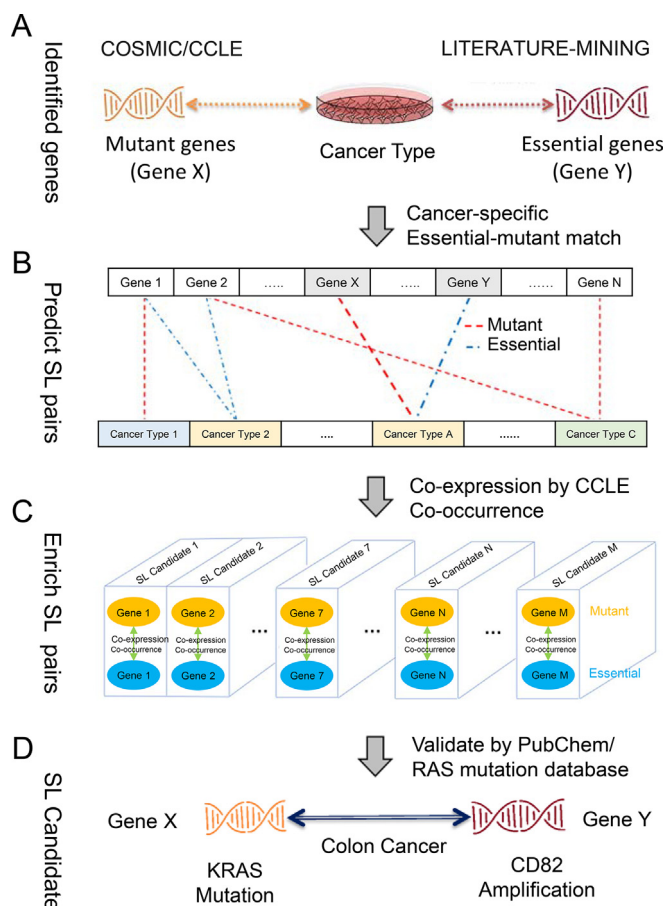 A
Identified genes
COSMIC/CCLE
LITERATURE-MINING
Mutant genes
(Gene X)
Cancer Type
Essential genes
(Gene Y)
Cancer-specific
Essential-mutant match
B
Predict SL pairs
Gene 1 Gene 2 ..... Gene X ..... Gene Y ...... Gene N
Mutant
Essential
Cancer Type 1 Cancer Type 2 .... Cancer Type A ...... Cancer Type C
Co-expression by CCLE
Co-occurrence
C
Enrich SL pairs
SL Candidate 1 SL Candidate 2 SL Candidate 7 SL Candidate N SL Candidate M
Gene 1 Gene 2 ... Gene 7 ... Gene N ... Gene M Mutant
Co-expression Co-expression Co-expression Co-expression Co-expression
Co-occurrence Co-occurrence Co-occurrence Co-occurrence Co-occurrence
Gene 1 Gene 2 Gene 7 Gene N Gene M Essential
Validate by PubChem/
RAS mutation database
D
SL Candidate
Gene X
Gene Y
Colon Cancer
KRAS
Mutation
CD82
Amplification